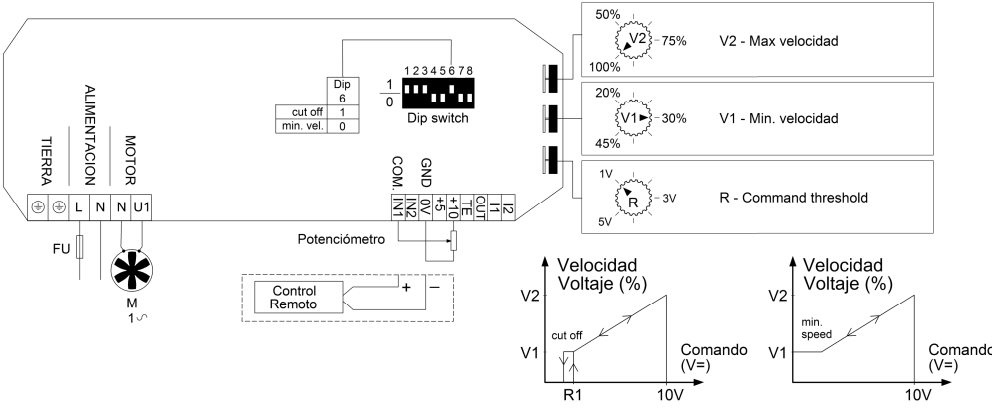 TIERRA
ALIMENTACION
MOTOR
L
N
N
U1
FU
M
1
Dip
6
cut off 1
min. vel. 0
1 2 3 4 5 6 7 8
1
0
Dip switch
COM.
GND
IN1
IN2
0V
+5
+10
TE
OUT
I1
I2
Potenciómetro
Control
Remoto
+
−
50%
V2
75%
100%
V2 - Max velocidad
20%
V1
30%
45%
V1 - Min. velocidad
1V
R
3V
5V
R - Command threshold
Velocidad
Voltaje (%)
V2
cut off
V1
R1
10V
Comando
(V=)
Velocidad
Voltaje (%)
V2
min.
speed
V1
10V
Comando
(V=)